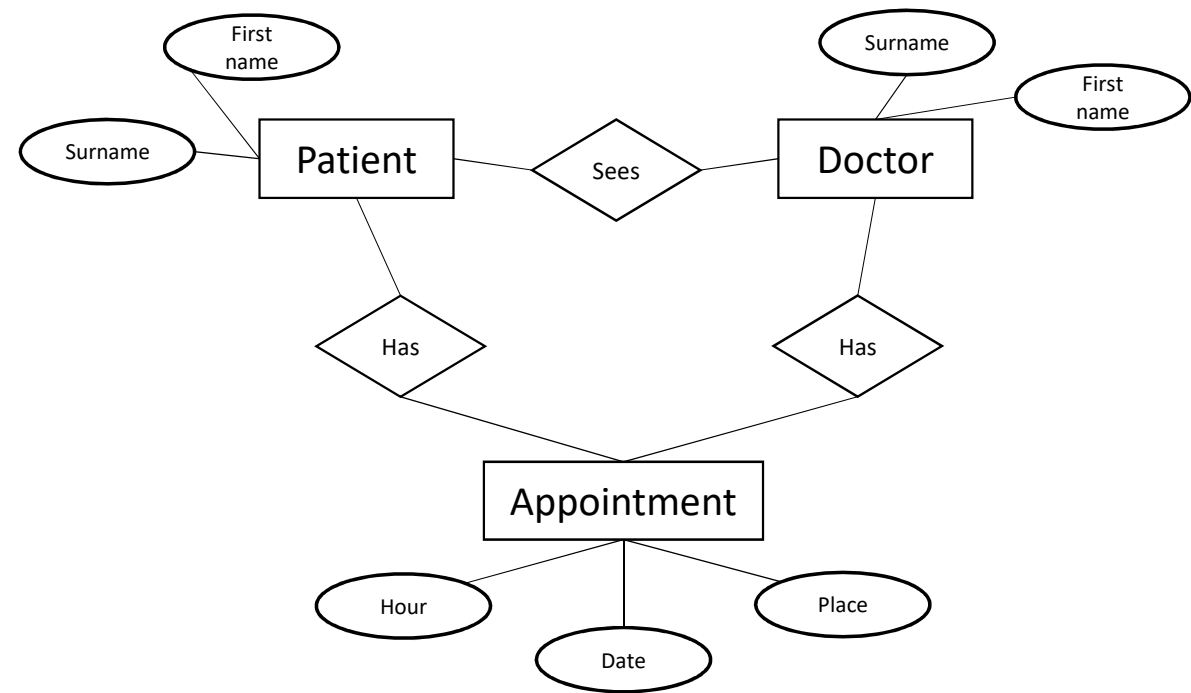 First
name
Surname
Surname
First
name
Patient
Sees
Doctor
Has
Has
Appointment
Hour
Date
Place